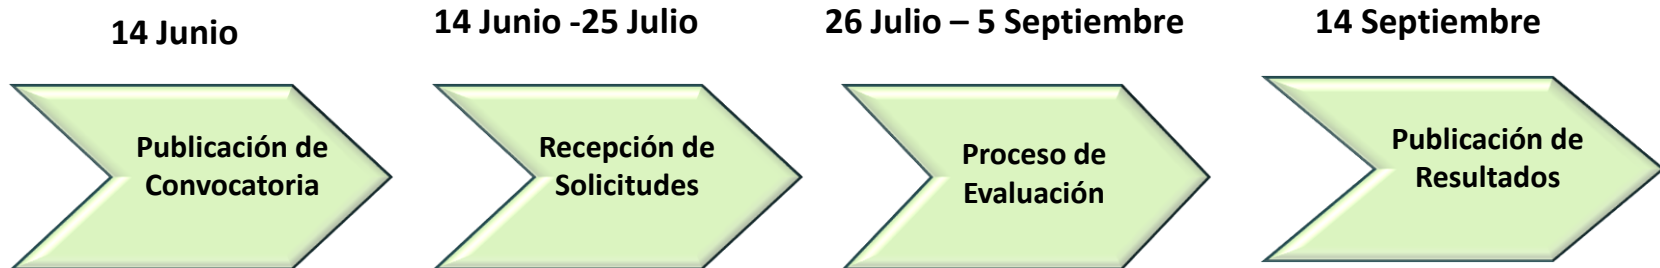 14 Junio
14 Junio -25 Julio
26 Julio – 5 Septiembre
14 Septiembre
Publicación de
Convocatoria
Recepción de
Solicitudes
Proceso de
Evaluación
Publicación de
Resultados